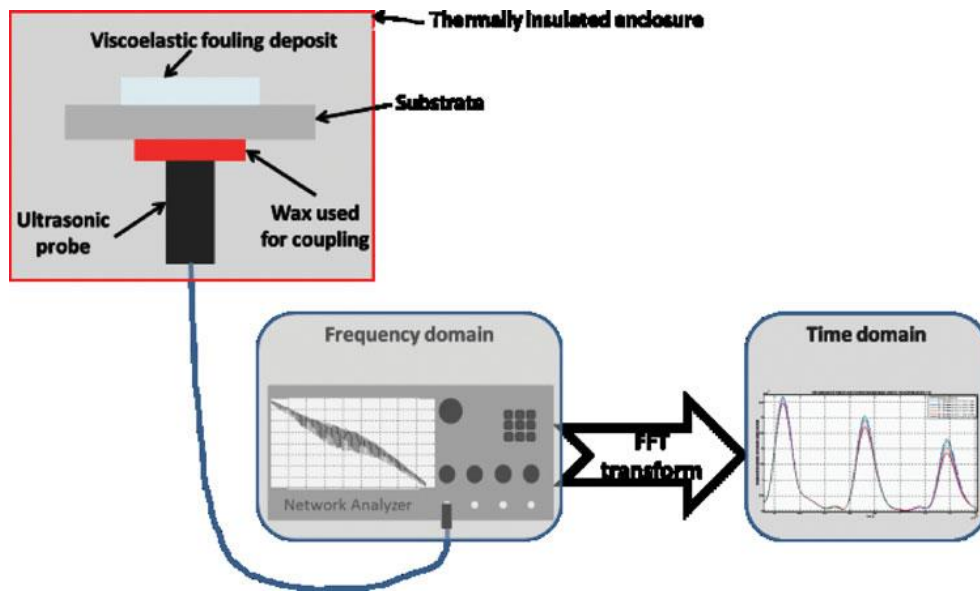 Thermally insulated enclosure
Viscoelastic fouling deposit
Substrate
Ultrasonic
probe
Wax used
for coupling
Frequency domain
Network Analyzer
FFT
transform
Time domain